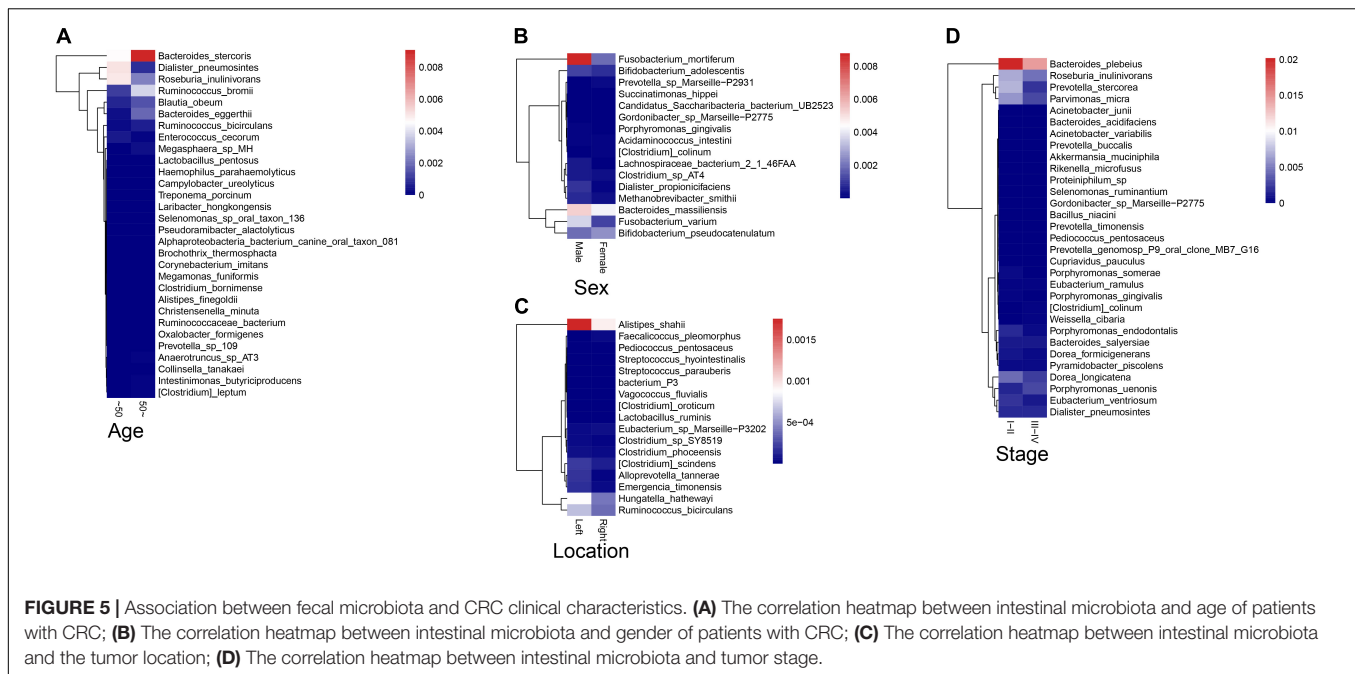 A
Bacteroides_stercoris
Dialister_pneumosintes
Roseburia_inulinivorans
Ruminococcus_bromii
Blautia_obeum
Bacteroides_eggerthii
Ruminococcus_bicirculans
Enterococcus_cecorum
Megasphaera_sp_MH
Lactobacillus_pentosus
Haemophilus_parahaemolyticus
Campylobacter_ureolyticus
Treponema_porcinum
Laribacter_hongkongensis
Selenomonas_sp_oral_taxon_136
Pseudoramibacter_alactolyticus
Alphaproteobacteria_bacterium_canine_oral_taxon_081
Brochothrix_thermosphacta
Corynebacterium_imitans
Megamonas_funiformis
Clostridium_bornimense
Alistipes_finegoldii
Christensenella_minuta
Ruminococcaceae_bacterium
Oxalobacter_formigenes
Prevotella_sp_109
Anaerotruncus_sp_AT3
Collinsella_tanakaei
Intestinimonas_butyriciproducens
[Clostridium]_leptum
~50
50~
Age
0.008
0.006
0.004
0.002
0
B
Fusobacterium_mortiferum
Bifidobacterium_adolescentis
Prevotella_sp_Marseille-P2931
Succinatimonas_hippei
Candidatus_Saccharibacteria_bacterium_UB2523
Gordonibacter_sp_Marseille-P2775
Porphyromonas_gingivalis
Acidaminococcus_intestini
[Clostridium]_colinum
Lachnospiraceae_bacterium_2_1_46FAA
Clostridium_sp_AT4
Dialister_propionicifaciens
Methanobrevibacter_smithii
Bacteroides_massiliensis
Fusobacterium_varium
Bifidobacterium_pseudocatenulatum
Male
Female
Sex
0.008
0.006
0.004
0.002
C
Alistipes_shahii
Faecalicoccus_pleomorphus
Pediococcus_pentosaceus
Streptococcus_hyointestinalis
Streptococcus_parauberis
bacterium_P3
Vagococcus_fluvialis
[Clostridium]_oroticum
Lactobacillus_ruminis
Eubacterium_sp_Marseille-P3202
Clostridium_sp_SY8519
Clostridium_phoceensis
[Clostridium]_scindens
Alloprevotella_tannerae
Emergencia_timonensis
Hungatella_hathewayi
Ruminococcus_bicirculans
Left
Right
Location
0.0015
0.001
5e-04
D
Bacteroides_plebeius
Roseburia_inulinivorans
Prevotella_stercorea
Parvimonas_micra
Acinetobacter_junii
Bacteroides_acidifaciens
Acinetobacter_variabilis
Prevotella_buccalis
Akkermansia_muciniphila
Rikenella_microfusus
Proteiniphilum_sp
Selenomonas_ruminantium
Gordonibacter_sp_Marseille-P2775
Bacillus_niacini
Prevotella_timonensis
Pediococcus_pentosaceus
Prevotella_genomosp_P9_oral_clone_MB7_G16
Cupriavidus_pauculus
Porphyromonas_somerae
Eubacterium_ramulus
Porphyromonas_gingivalis
[Clostridium]_colinum
Weissella_cibaria
Porphyromonas_endodontalis
Bacteroides_salyersiae
Dorea_formicigenerans
Pyramidobacter_piscolens
Dorea_longicatena
Porphyromonas_uenonis
Eubacterium_ventriosum
Dialister_pneumosintes
I-II
III-IV
Stage
0.02
0.015
0.01
0.005
0
FIGURE 5 | Association between fecal microbiota and CRC clinical characteristics. (A) The correlation heatmap between intestinal microbiota and age of patients
with CRC; (B) The correlation heatmap between intestinal microbiota and gender of patients with CRC; (C) The correlation heatmap between intestinal microbiota
and the tumor location; (D) The correlation heatmap between intestinal microbiota and tumor stage.